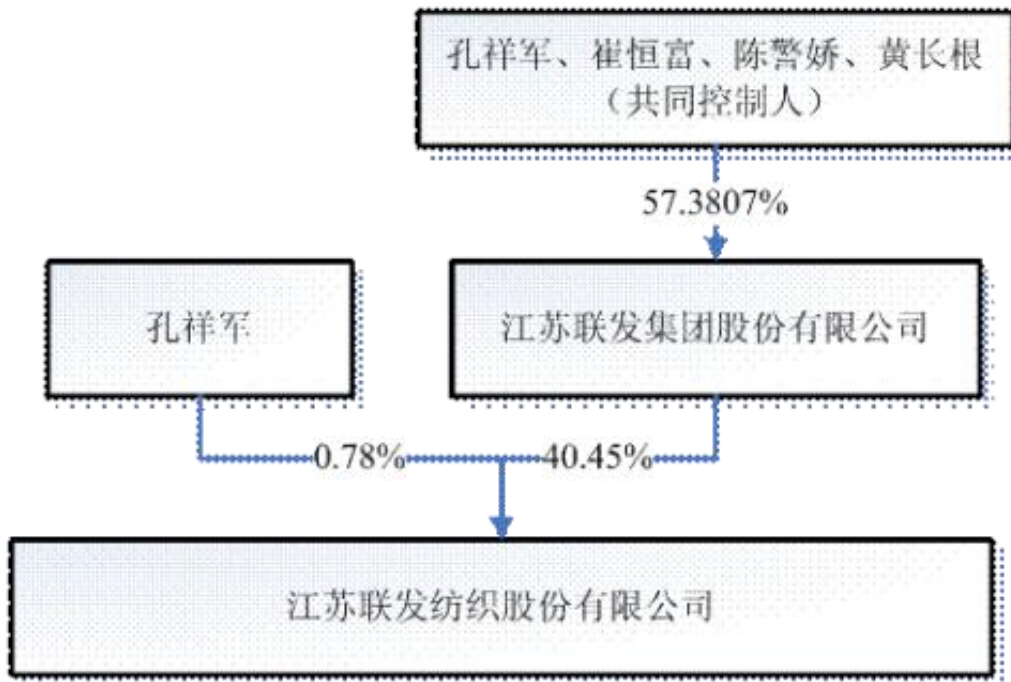 孔祥军、崔恒富、陈警娇、黄长根
（共同控制人）
57.3807%
孔祥军
江苏联发集团股份有限公司
0.78%
40.45%
江苏联发纺织股份有限公司